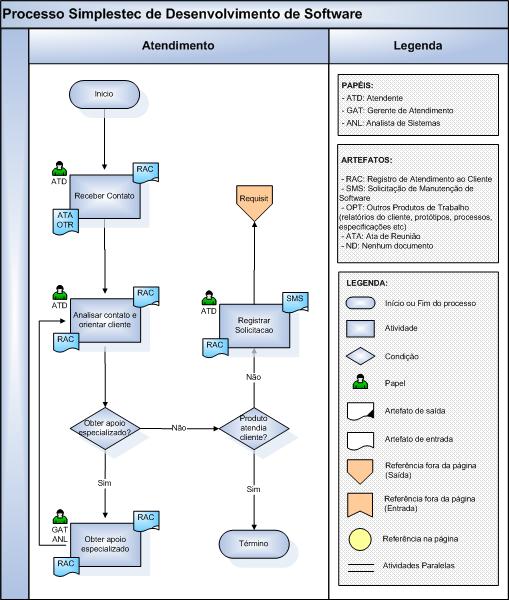 Processo Simplestec de Desenvolvimento de Software
Atendimento
Legenda
Inicio
RAC
ATD
Receber Contato
ATA
OTR
RAC
ATD
Analisar contato e
orientar cliente
RAC
Obter apoio
especializado?
Não
Sim
RAC
GAT
ANL
Obter apoio
especializado
RAC
Requisit
SMS
ATD
Registrar
Solicitacao
RAC
Não
Produto
atendia
cliente?
Sim
Término
PAPÉIS:
- ATD: Atendente
- GAT: Gerente de Atendimento
- ANL: Analista de Sistemas
ARTEFATOS:
- RAC: Registro de Atendimento ao Cliente
- SMS: Solicitação de Manutenção de
Software
- OPT: Outros Produtos de Trabalho
(relatórios do cliente, protótipos, processos,
especificações etc)
- ATA: Ata de Reunião
- ND: Nenhum documento
LEGENDA:
Início ou Fim do processo
Atividade
Condição
Papel
Artefato de saída
Artefato de entrada
Referência fora da página
(Saída)
Referência fora da página
(Entrada)
Referência na página
Atividades Paralelas